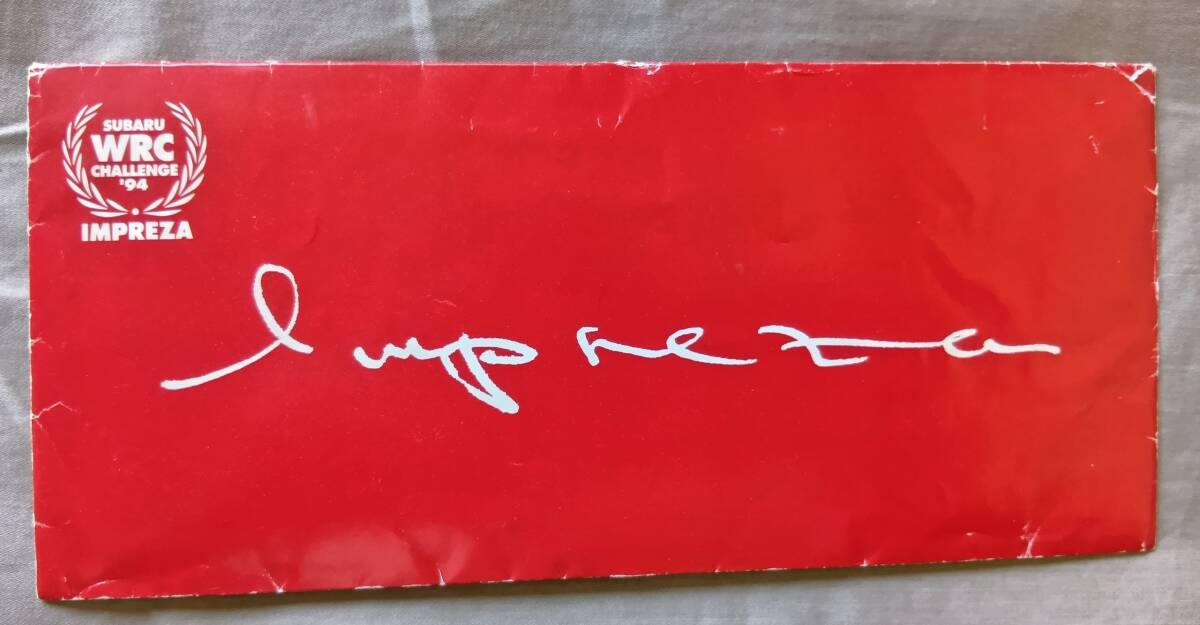 SUBARU
WRC
CHALLENGE
'94
IMPREZA
Impreza